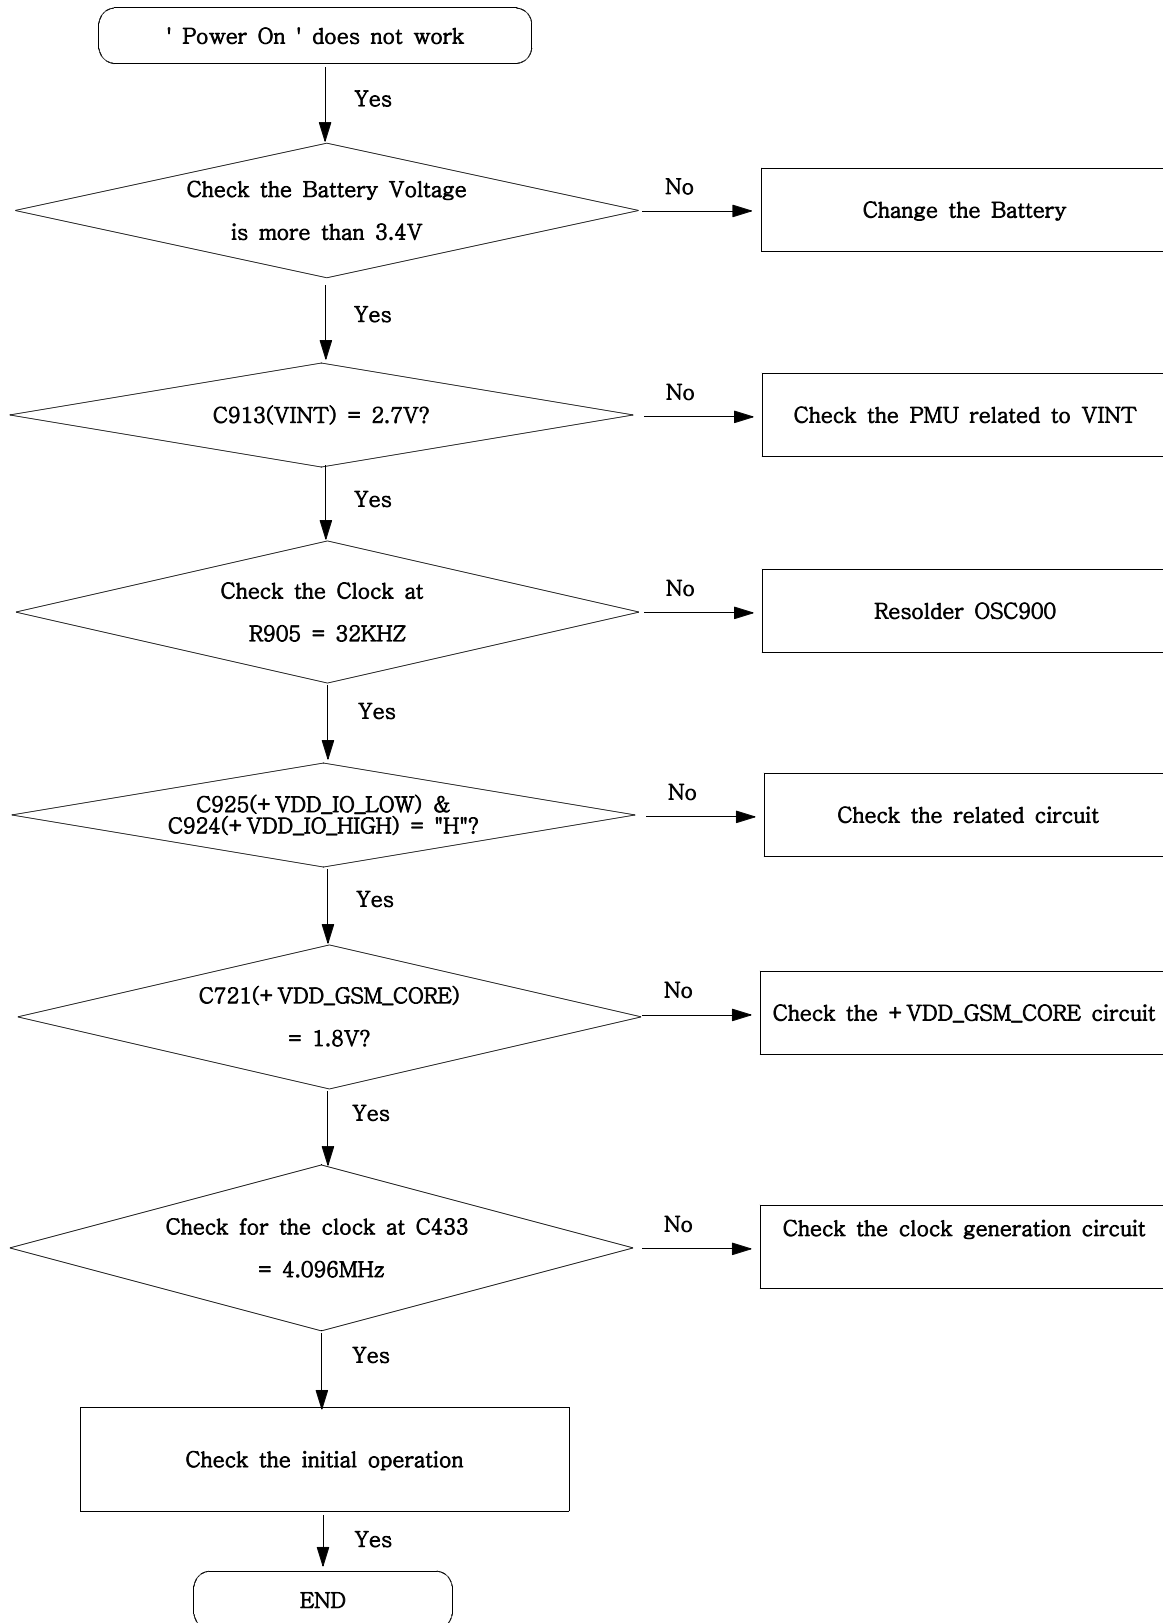 ' Power On ' does not work
Yes
Check the Battery Voltage
is more than 3.4V
No
Change the Battery
Yes
C913(VINT) = 2.7V?
No
Check the PMU related to VINT
Yes
Check the Clock at
R905 = 32KHZ
No
Resolder OSC900
Yes
C925(+VDD_IO_LOW) &
C924(+VDD_IO_HIGH) = "H"?
No
Check the related circuit
Yes
C721(+VDD_GSM_CORE)
= 1.8V?
No
Check the +VDD_GSM_CORE circuit
Yes
Check for the clock at C433
= 4.096MHz
No
Check the clock generation circuit
Yes
Check the initial operation
Yes
END